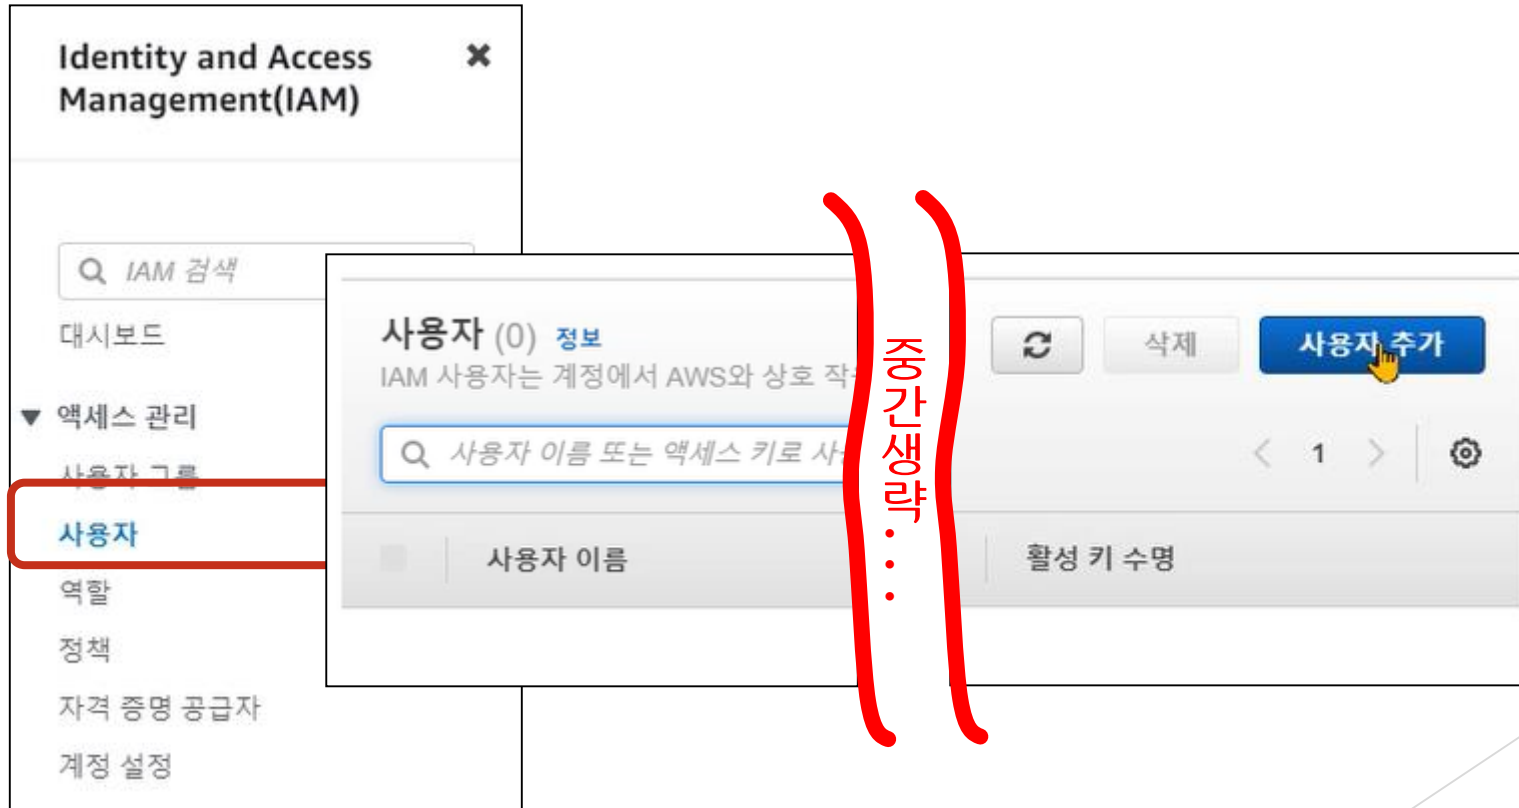 Identity and Access
Management(IAM)
IAM 검색
대시보드
액세스 관리
사용자 그룹
사용자
역할
정책
자격 증명 공급자
계정 설정
사용자 (0) 정보
IAM 사용자는 계정에서 AWS와 상호
사용자 이름 또는 액세스 키로
사용자 이름
중간생략...
삭제
사용자 추가
1
활성 키 수명